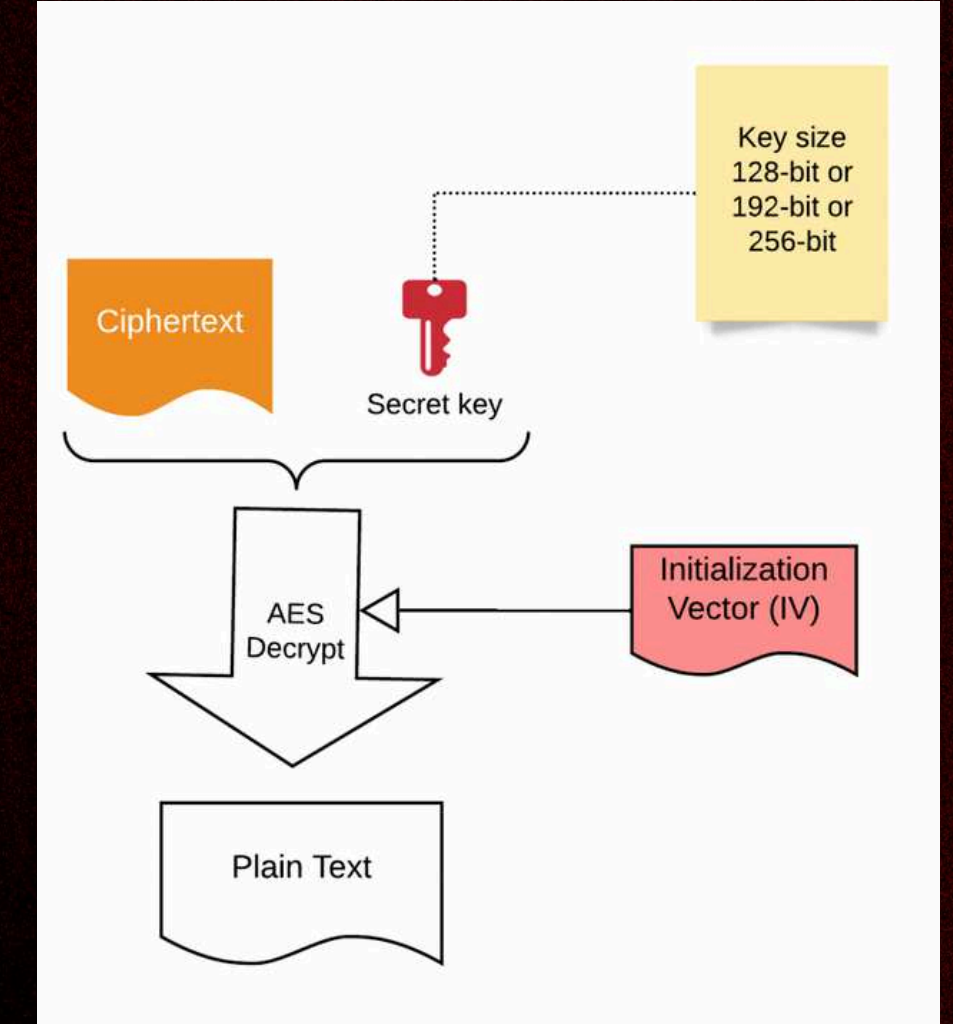 Key size
128-bit or
192-bit or
256-bit
Ciphertext
Secret key
Initialization
Vector (IV)
AES
Decrypt
Plain Text